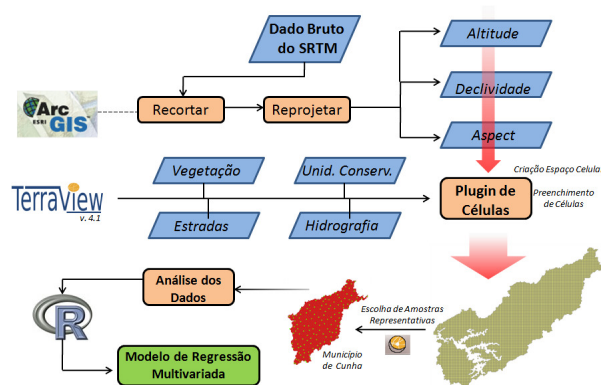 Dado Bruto
do SRTM
Altitude
Arc
ESRI
GIS
Recortar
Reprojetar
Declividade
Aspect
Criação Espaço Celular
Vegetação
Unid. Conserv.
TerraView
v. 4.1
Plugin de
Células
Preenchimento
de Células
Estradas
Hidrografia
Análise dos
Dados
R
Escolha de Amostras
Representativas
Município
de Cunha
Modelo de Regressão
Multivariada